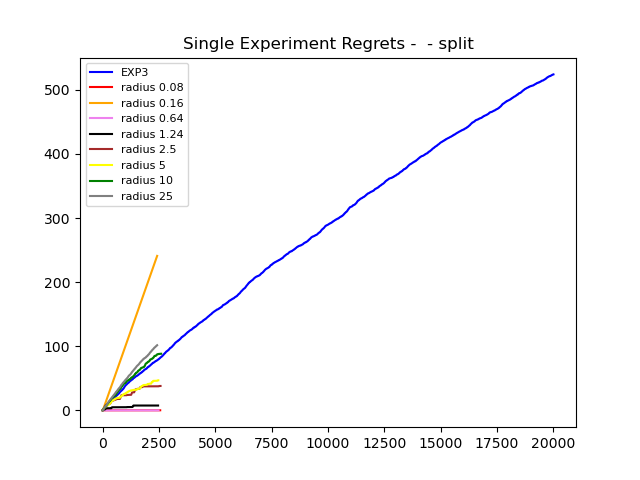 Single Experiment Regrets -  - split
EXP3
radius 0.08
radius 0.16
radius 0.64
radius 1.24
radius 2.5
radius 5
radius 10
radius 25
500
400
300
200
100
0
0 2500 5000 7500 10000 12500 15000 17500 20000